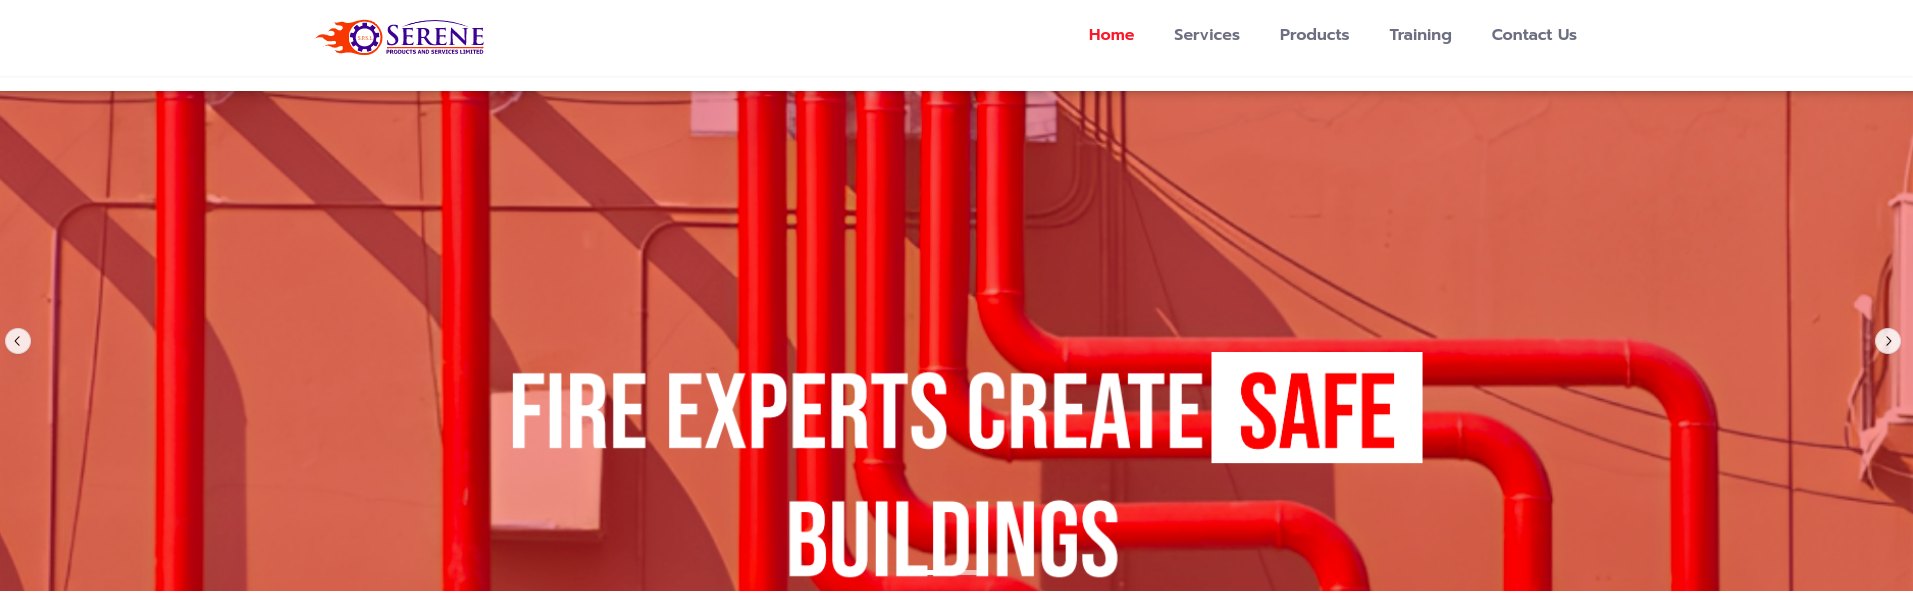 S.P.S.L
SERENE
PRODUCTS AND SERVICES LIMITED
Home
Services
Products
Training
Contact Us
FIRE EXPERTS CREATE SAFE
BUILDINGS